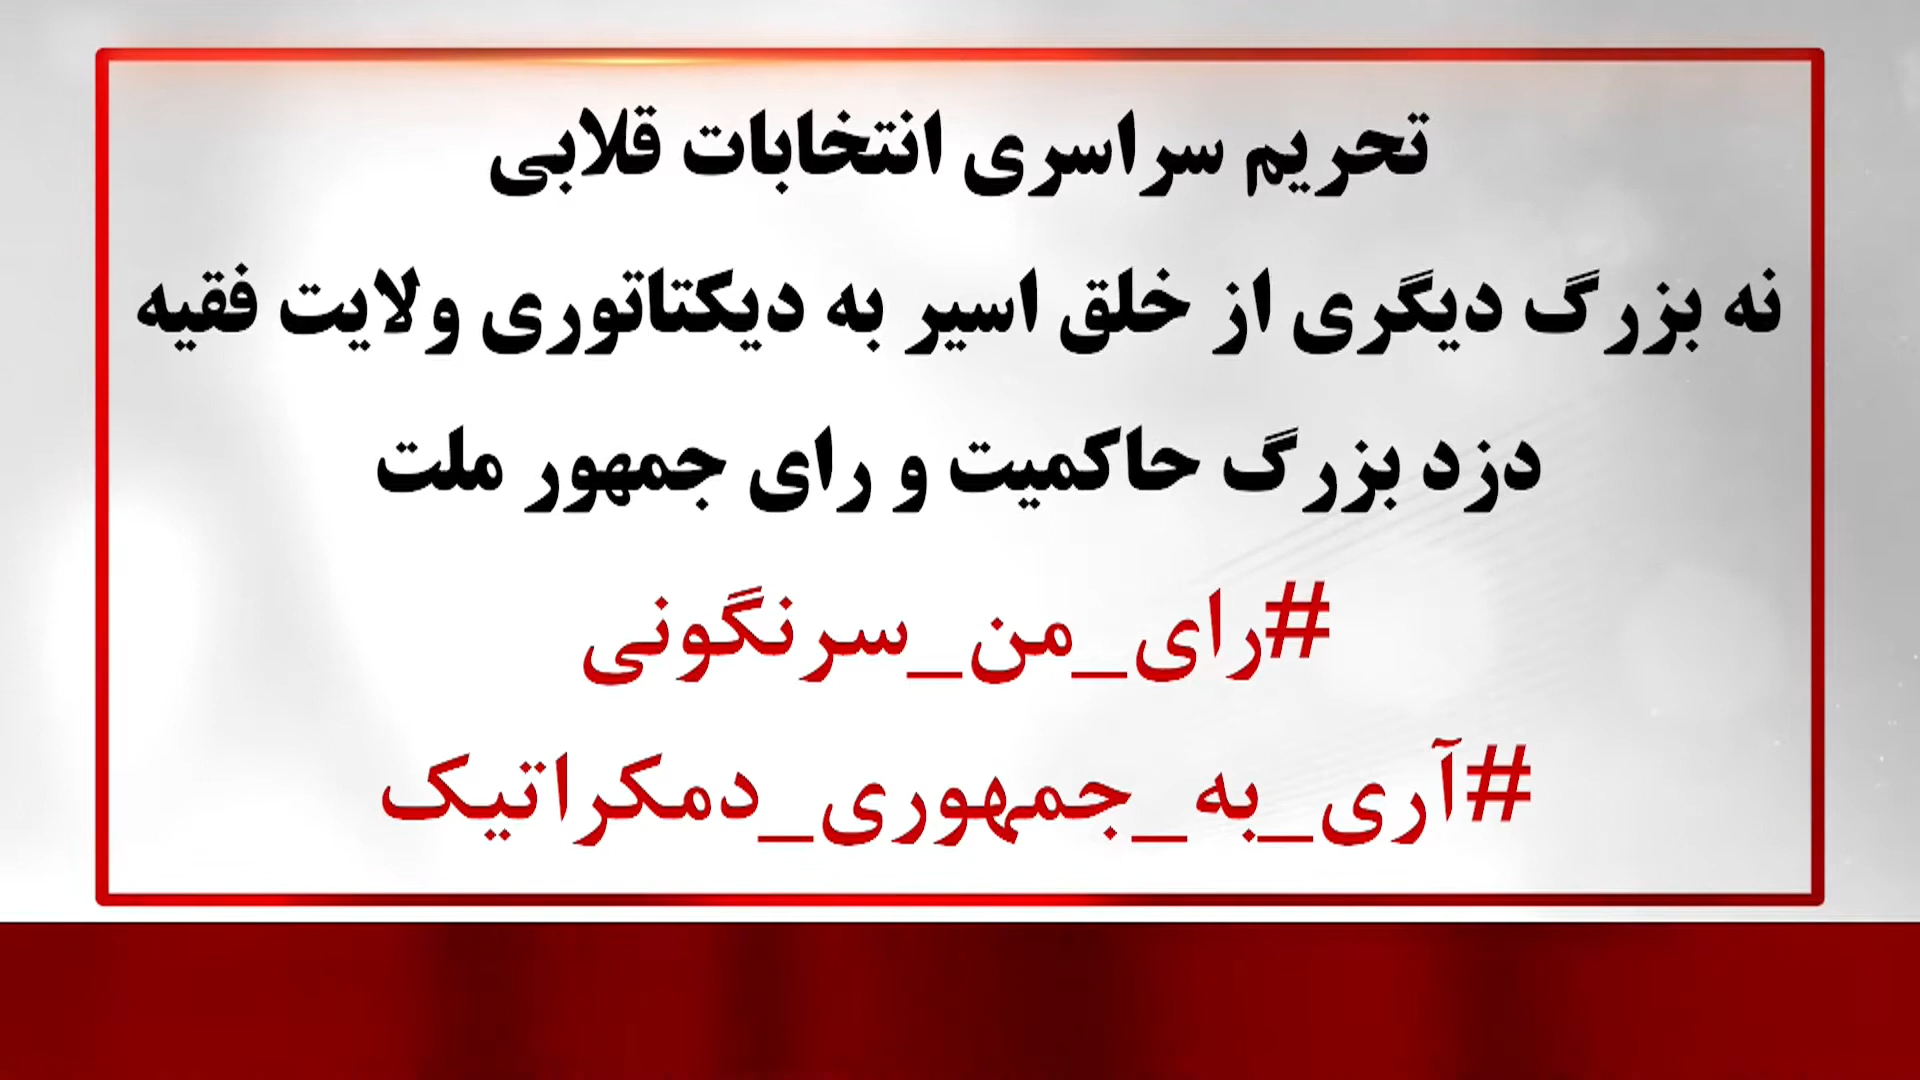 تحریم سراسری انتخابات قلابی
نه بزرگ دیگری از خلق اسیر به دیکتاتوری ولایت فقیه
دزد بزرگ حاکمیت و رای جمهور ملت
#رای_من_سرنگونی
#آری_به_جمهوری_دمکراتیک